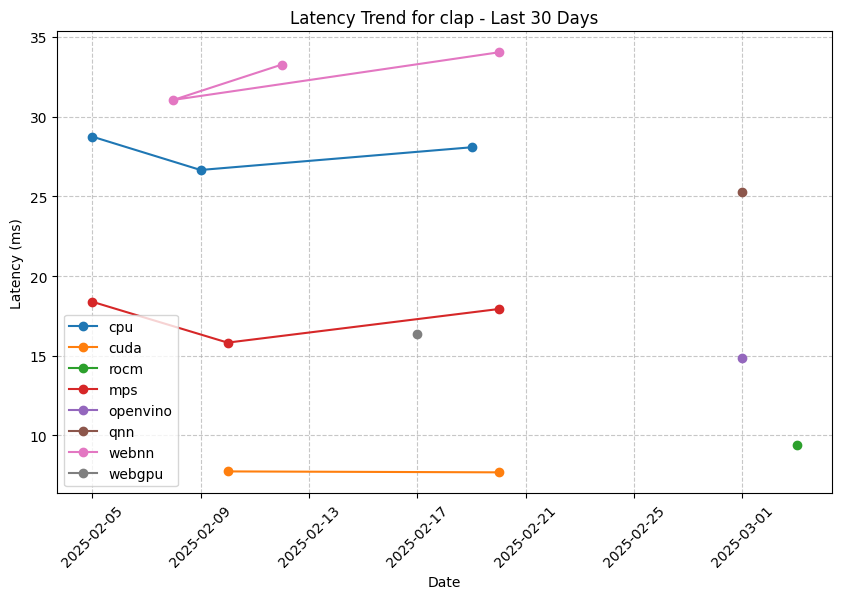 Latency Trend for clap - Last 30 Days
Latency (ms)
35
30
25
20
15
10
cpu
cuda
rocm
mps
openvino
qnn
webnn
webgpu
2025-02-05
2025-02-09
2025-02-13
2025-02-17
2025-02-21
2025-02-25
2025-03-01
Date